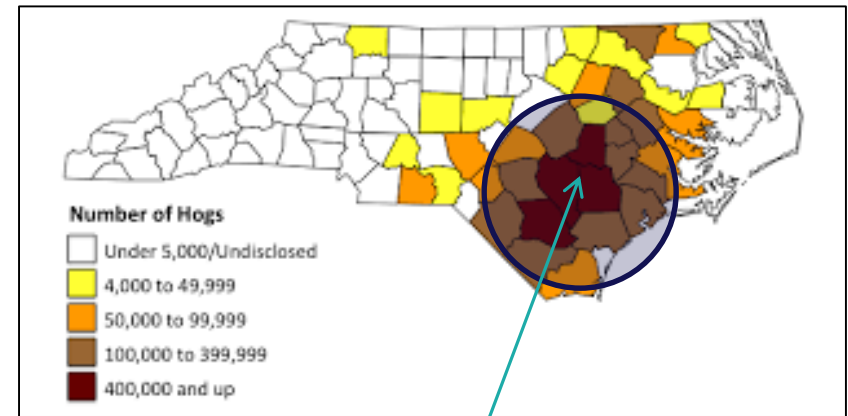 Number of Hogs
Under 5,000/Undisclosed
4,000 to 49,999
50,000 to 99,999
100,000 to 399,999
400,000 and up